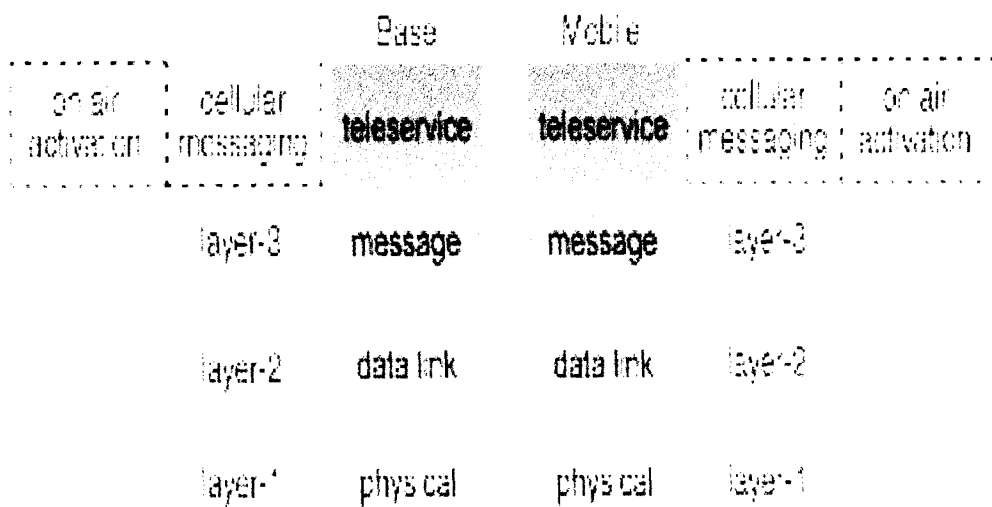 Base Mobile
on air activation cellular messaging teleservice teleservice cellular messaging on air activation
layer-3 message message layer-3
layer-2 data link data link layer-2
layer-1 physical physical layer-1